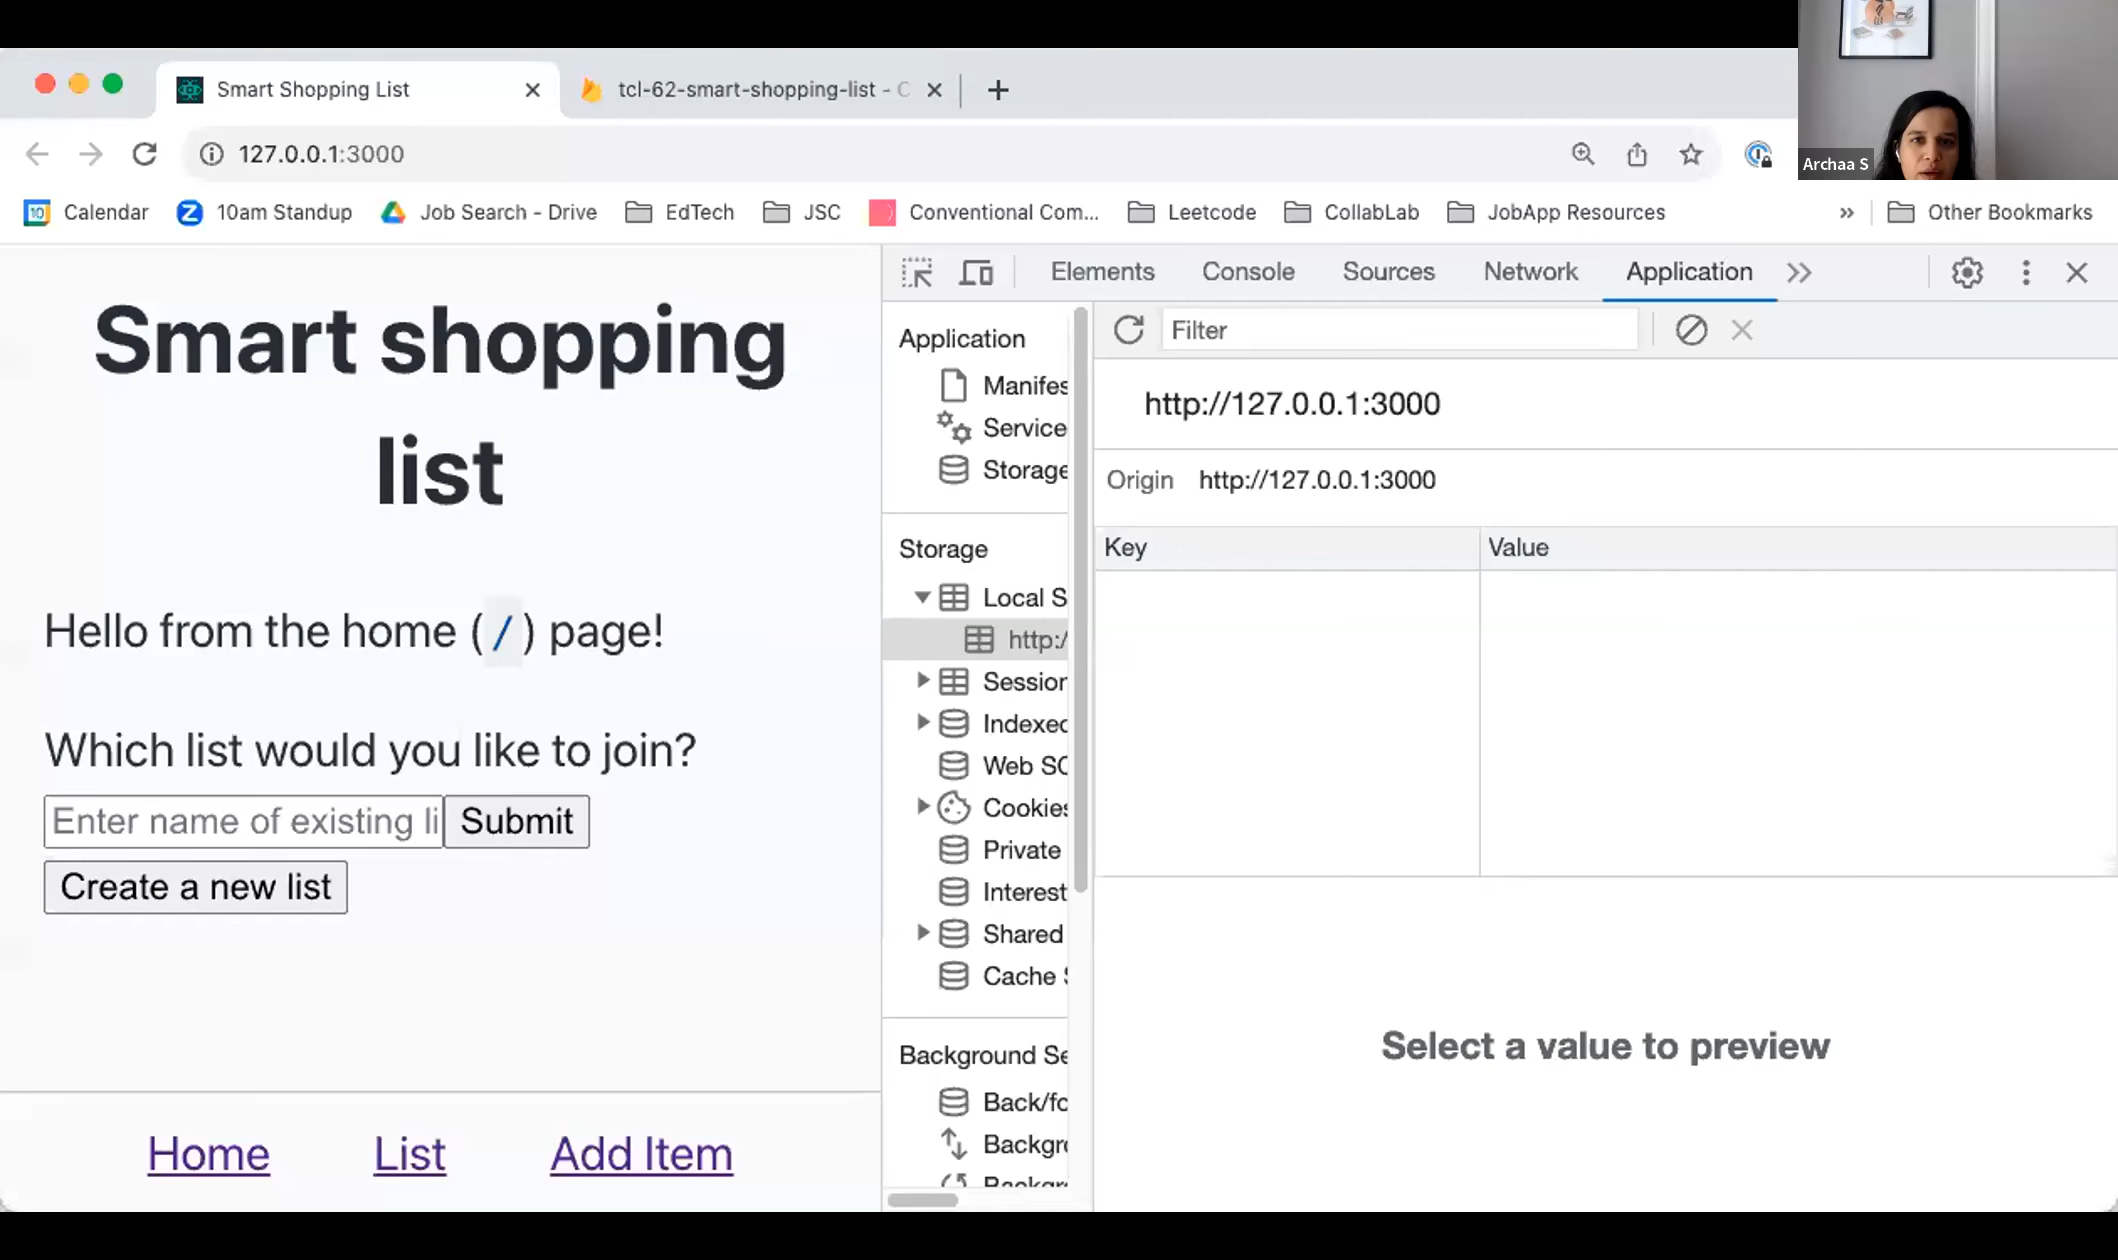 Smart Shopping List
tcl-62-smart-shopping-list - C
127.0.0.1:3000
Archaa S
Calendar
10am Standup
Job Search - Drive
EdTech
JSC
Conventional Com...
Leetcode
CollabLab
JobApp Resources
»
Other Bookmarks
Smart shopping
list
Hello from the home (/) page!
Which list would you like to join?
Enter name of existing li
Submit
Create a new list
Home
List
Add Item
Elements
Console
Sources
Network
Application
Application
Manifes
Service
Storage
Storage
Local S
http:/
Session
Indexed
Web SQ
Cookies
Private
Interest
Shared
Cache S
Background Se
Back/fo
Backgro
Backgr
Filter
http://127.0.0.1:3000
Origin http://127.0.0.1:3000
Key
Value
Select a value to preview